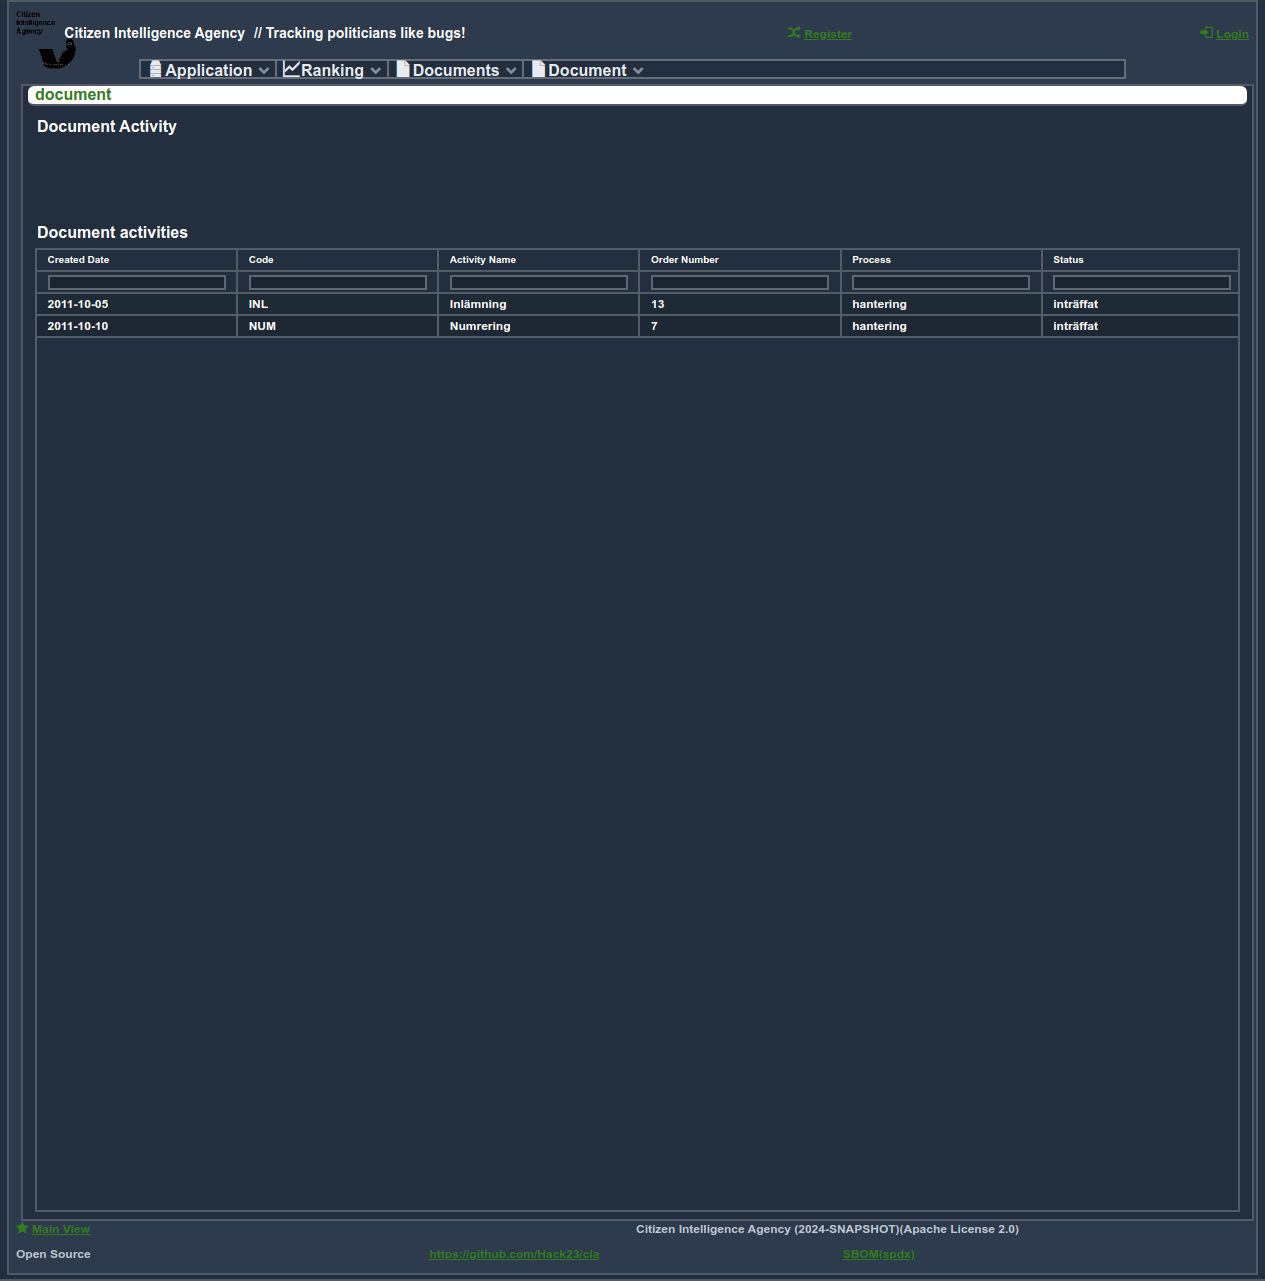 Citizen
Intelligence
Agency
Citizen Intelligence Agency // Tracking politicians like bugs!
Register
Login
Application
Ranking
Documents
Document
document
Document Activity
Document activities
Created Date Code Activity Name Order Number Process Status
2011-10-05 INL Inlämning 13 hantering inträffat
2011-10-10 NUM Numrering 7 hantering inträffat
Main View
Citizen Intelligence Agency (2024-SNAPSHOT)(Apache License 2.0)
Open Source
https://github.com/Hack23/cia
SBOM(spdx)